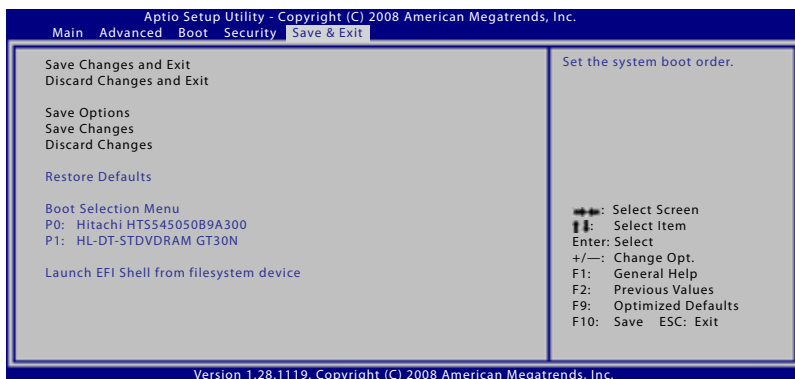 Aptio Setup Utility - Copyright (C) 2008 American Megatrends, Inc.
Main Advanced Boot Security Save & Exit
Save Changes and Exit
Discard Changes and Exit
Save Options
Save Changes
Discard Changes
Restore Defaults
Boot Selection Menu
P0: Hitachi HTS545050B9A300
P1: HL-DT-STDVDRAM GT30N
Launch EFI Shell from filesystem device
Set the system boot order.
→←: Select Screen
↑↓: Select Item
Enter: Select
+/—: Change Opt.
F1: General Help
F2: Previous Values
F9: Optimized Defaults
F10: Save ESC: Exit
Version 1.28.1119. Copyright (C) 2008 American Megatrends, Inc.